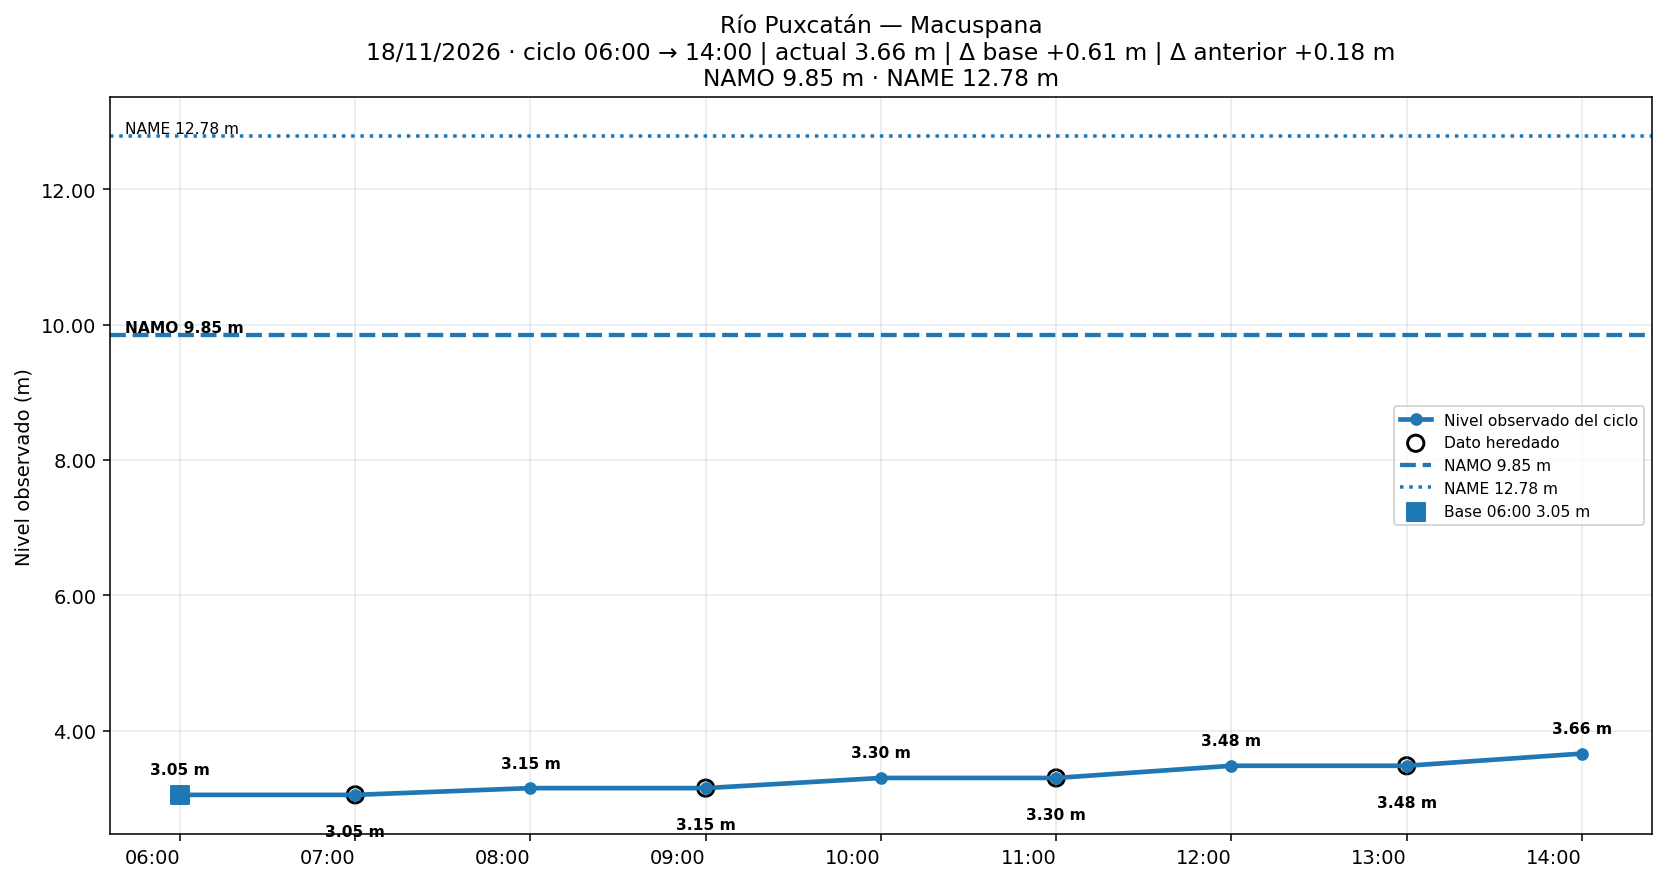 Río Puxcatán — Macuspana
18/11/2026 · ciclo 06:00 → 14:00 | actual 3.66 m | Δ base +0.61 m | Δ anterior +0.18 m
NAMO 9.85 m · NAME 12.78 m
NAME 12.78 m
12.00
10.00
NAMO 9.85 m
8.00
6.00
4.00
Nivel observado (m)
Nivel observado del ciclo
Dato heredado
NAMO 9.85 m
NAME 12.78 m
Base 06:00 3.05 m
3.05 m
3.05 m
3.15 m
3.15 m
3.30 m
3.30 m
3.48 m
3.48 m
3.66 m
06:00 07:00 08:00 09:00 10:00 11:00 12:00 13:00 14:00